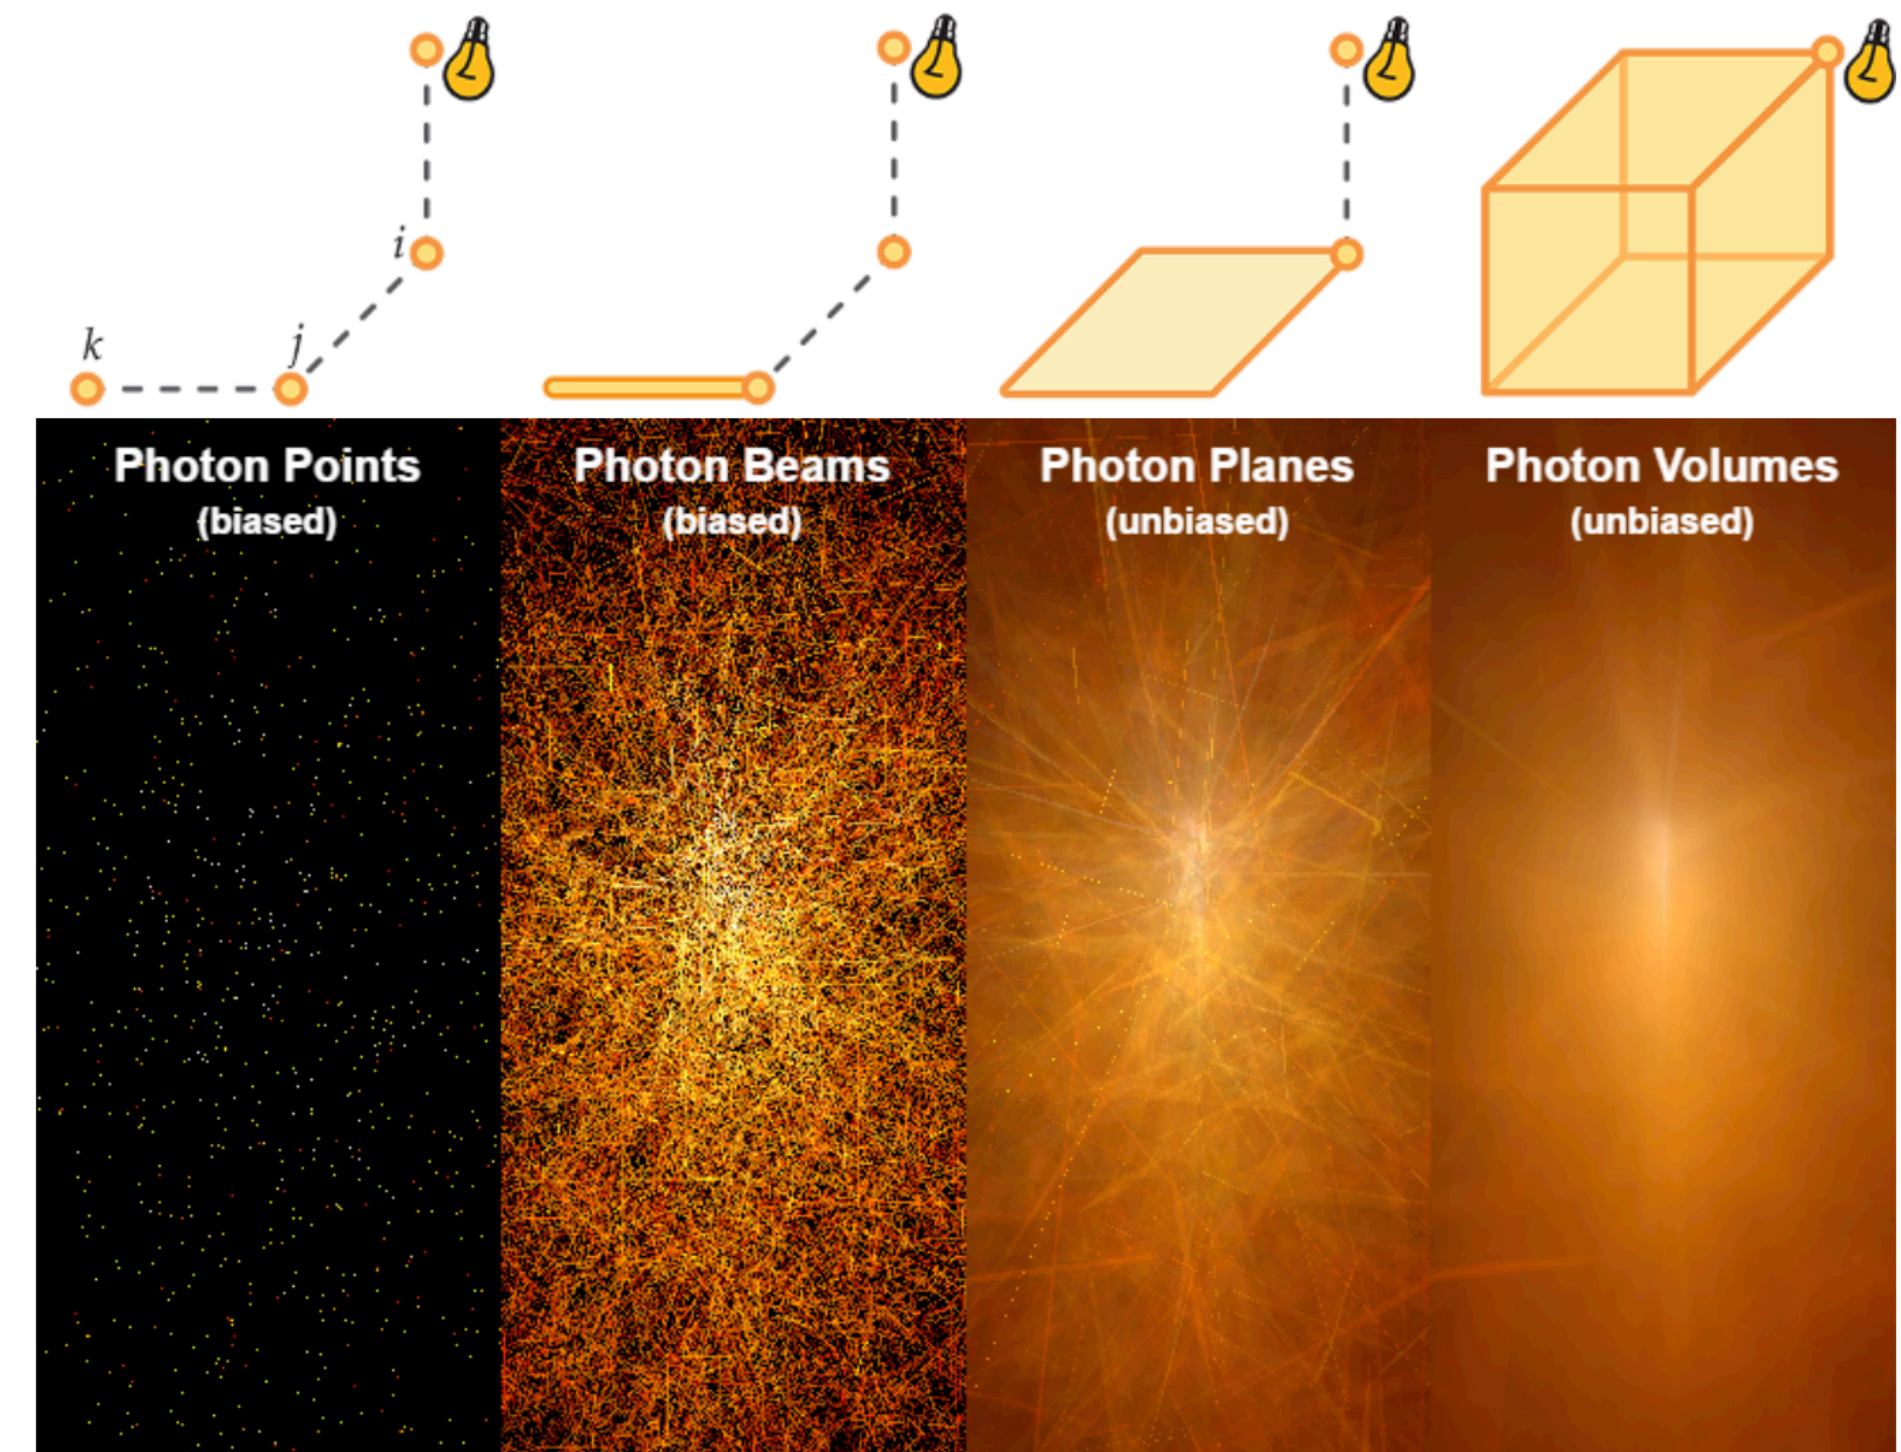 i
k
j
Photon Points
(biased)
Photon Beams
(biased)
Photon Planes
(unbiased)
Photon Volumes
(unbiased)